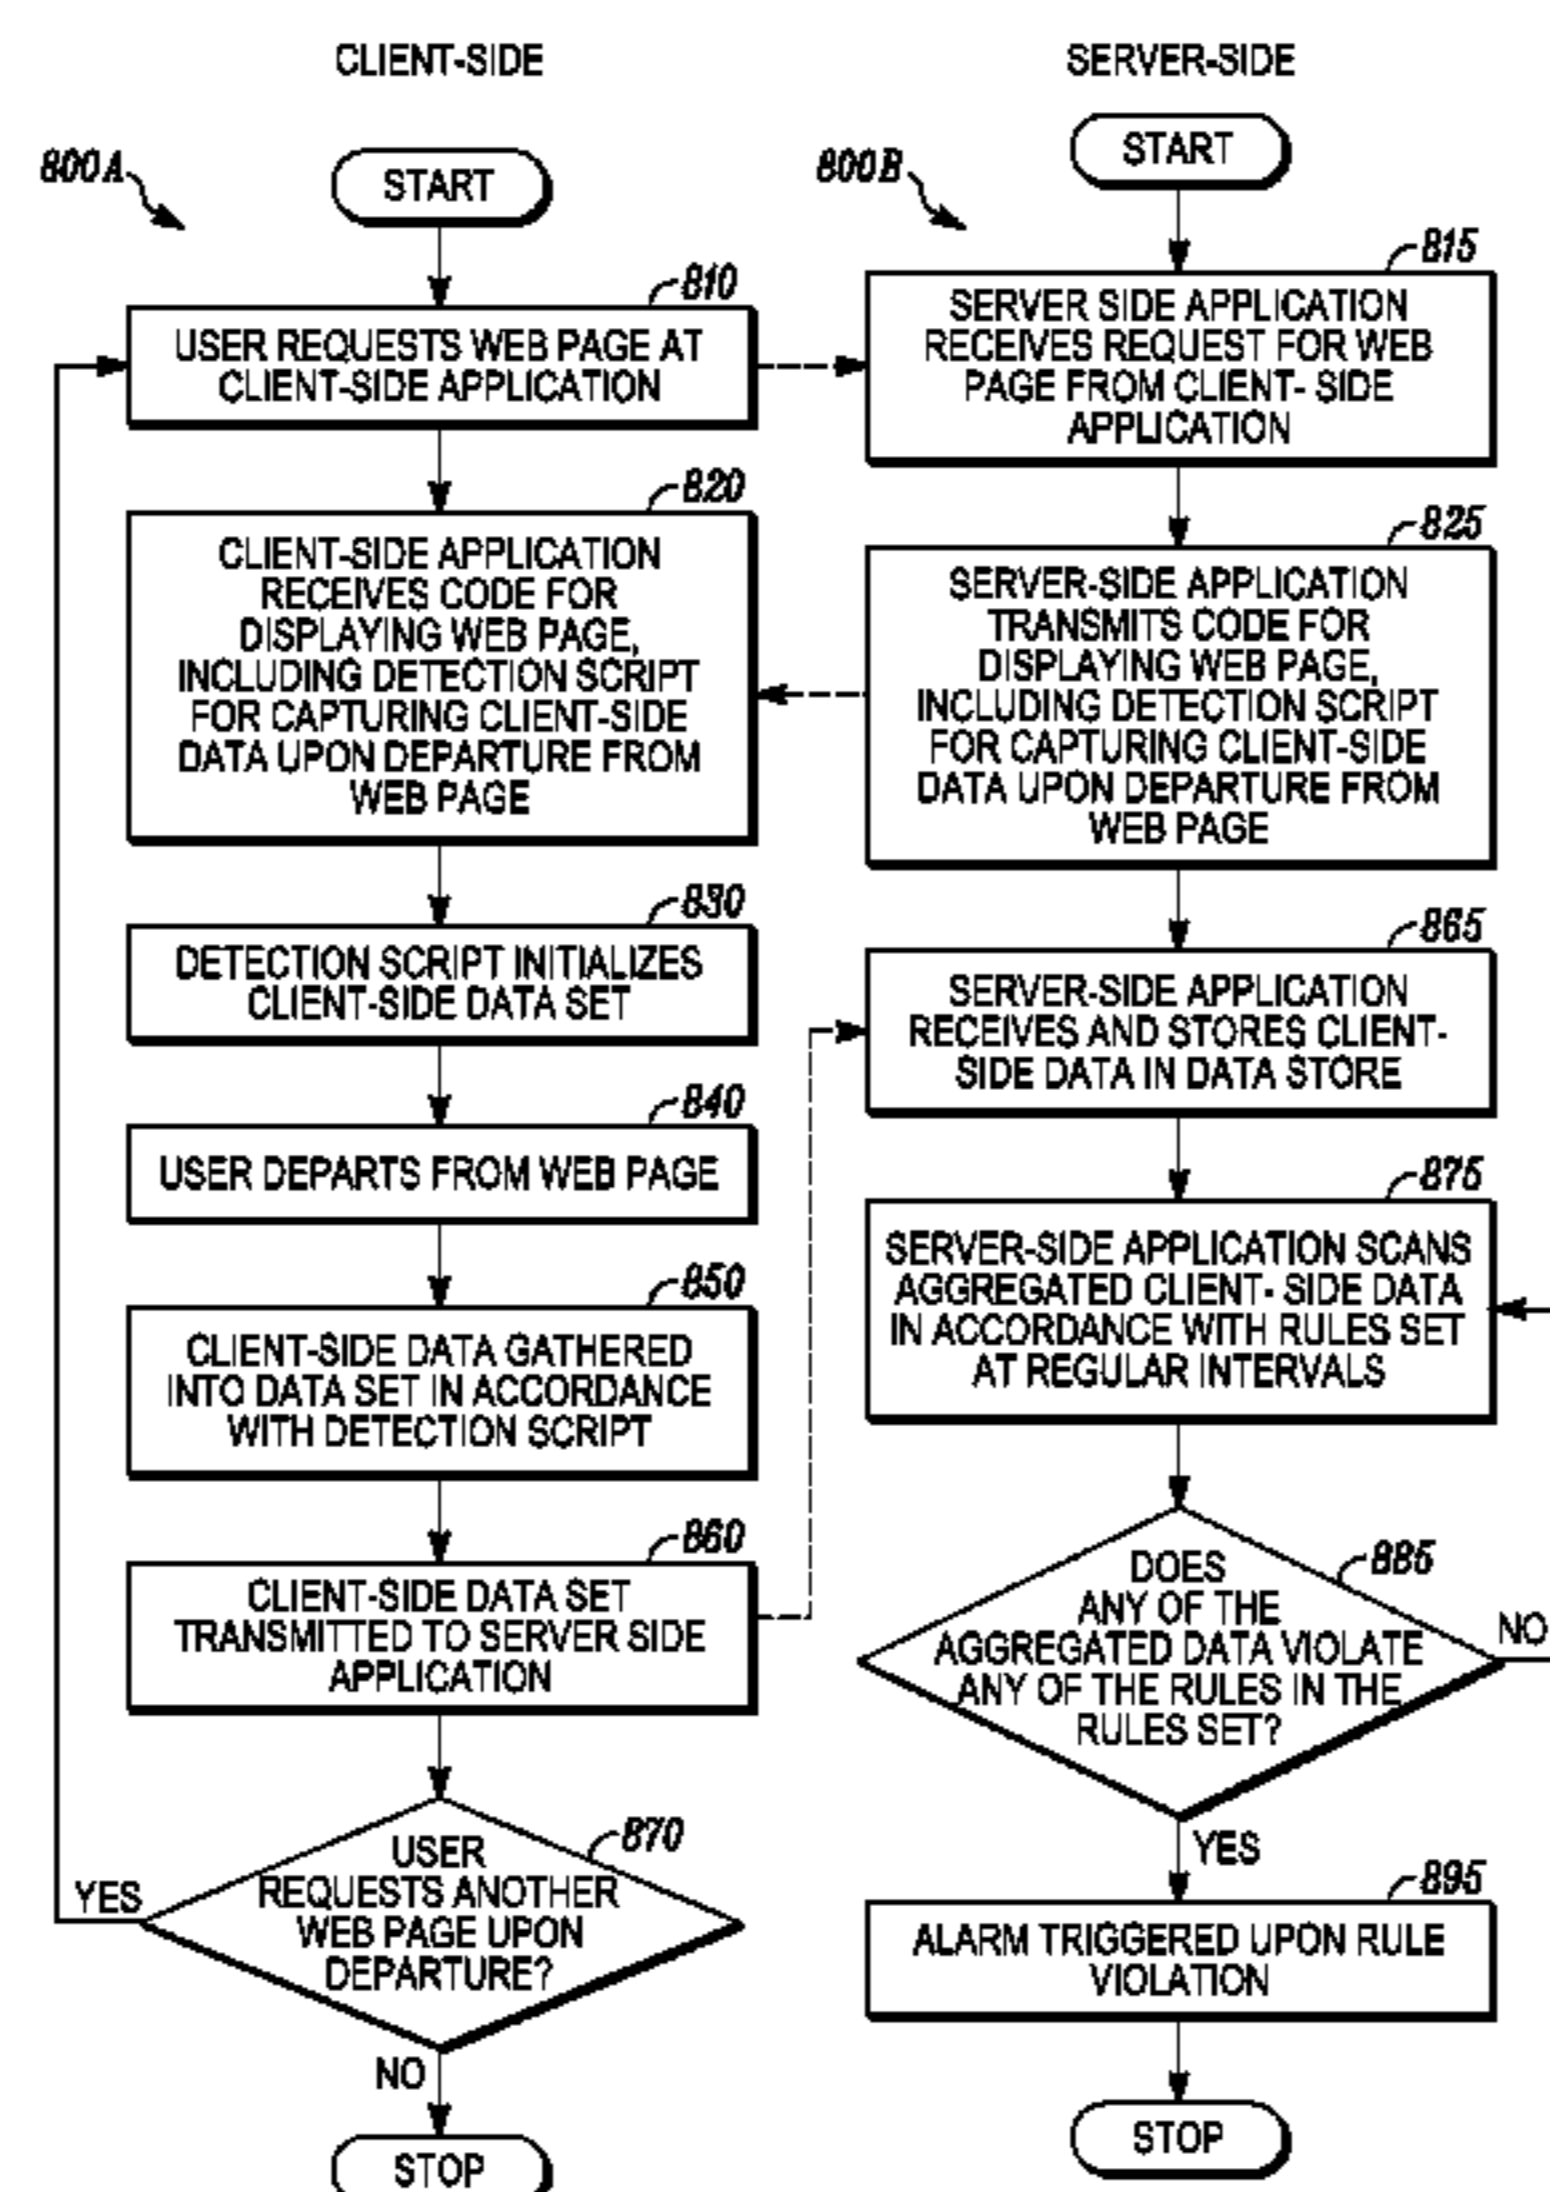 CLIENT-SIDE
800A
START
810
USER REQUESTS WEB PAGE AT
CLIENT-SIDE APPLICATION
820
CLIENT-SIDE APPLICATION
RECEIVES CODE FOR
DISPLAYING WEB PAGE,
INCLUDING DETECTION SCRIPT
FOR CAPTURING CLIENT-SIDE
DATA UPON DEPARTURE FROM
WEB PAGE
830
DETECTION SCRIPT INITIALIZES
CLIENT-SIDE DATA SET
840
USER DEPARTS FROM WEB PAGE
850
CLIENT-SIDE DATA GATHERED
INTO DATA SET IN ACCORDANCE
WITH DETECTION SCRIPT
860
CLIENT-SIDE DATA SET
TRANSMITTED TO SERVER SIDE
APPLICATION
870
USER
REQUESTS ANOTHER
WEB PAGE UPON
DEPARTURE?
YES
NO
STOP
SERVER-SIDE
800B
START
815
SERVER SIDE APPLICATION
RECEIVES REQUEST FOR WEB
PAGE FROM CLIENT- SIDE
APPLICATION
825
SERVER-SIDE APPLICATION
TRANSMITS CODE FOR
DISPLAYING WEB PAGE,
INCLUDING DETECTION SCRIPT
FOR CAPTURING CLIENT-SIDE
DATA UPON DEPARTURE FROM
WEB PAGE
865
SERVER-SIDE APPLICATION
RECEIVES AND STORES CLIENT-
SIDE DATA IN DATA STORE
875
SERVER-SIDE APPLICATION SCANS
AGGREGATED CLIENT- SIDE DATA
IN ACCORDANCE WITH RULES SET
AT REGULAR INTERVALS
885
DOES
ANY OF THE
AGGREGATED DATA VIOLATE
ANY OF THE RULES IN THE
RULES SET?
NO
YES
895
ALARM TRIGGERED UPON RULE
VIOLATION
STOP